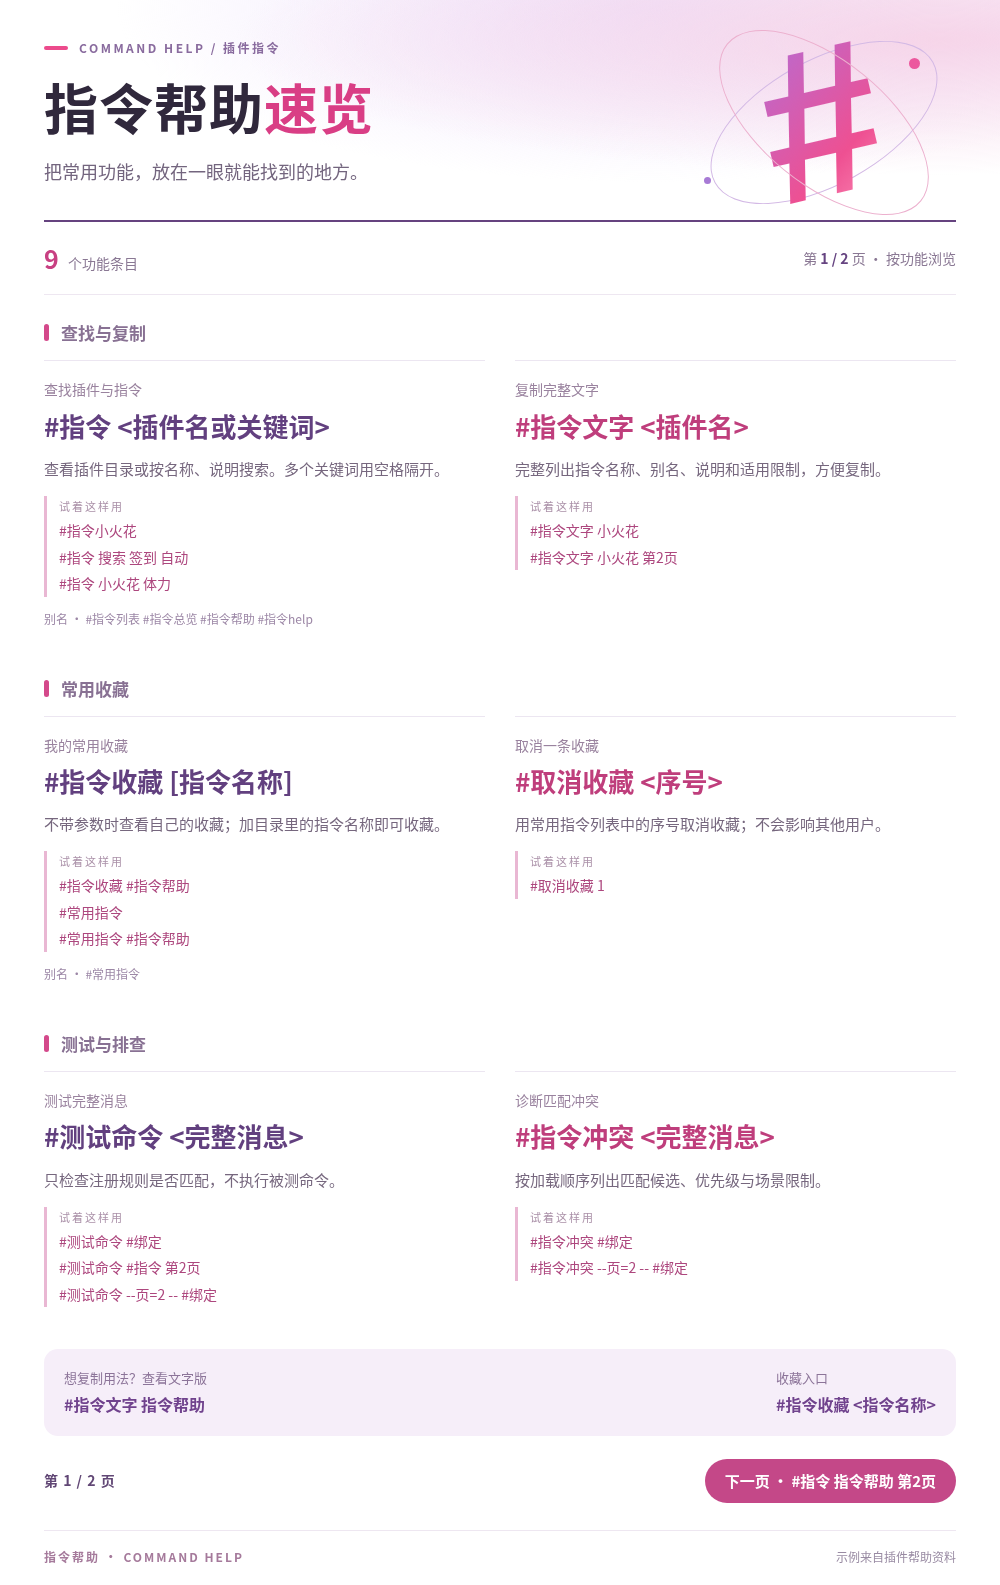 COMMAND HELP / 插件指令
指令帮助速览
把常用功能，放在一眼就能找到的地方。
#
9 个功能条目
第 1 / 2 页 · 按功能浏览
查找与复制
查找插件与指令
#指令 <插件名或关键词>
查看插件目录或按名称、说明搜索。多个关键词用空格隔开。
试着这样用
#指令小火花
#指令 搜索 签到 自动
#指令 小火花 体力
别名 · #指令列表 #指令总览 #指令帮助 #指令help
复制完整文字
#指令文字 <插件名>
完整列出指令名称、别名、说明和适用限制，方便复制。
试着这样用
#指令文字 小火花
#指令文字 小火花 第2页
常用收藏
我的常用收藏
#指令收藏 [指令名称]
不带参数时查看自己的收藏；加目录里的指令名称即可收藏。
试着这样用
#指令收藏 #指令帮助
#常用指令
#常用指令 #指令帮助
别名 · #常用指令
取消一条收藏
#取消收藏 <序号>
用常用指令列表中的序号取消收藏；不会影响其他用户。
试着这样用
#取消收藏 1
测试与排查
测试完整消息
#测试命令 <完整消息>
只检查注册规则是否匹配，不执行被测命令。
试着这样用
#测试命令 #绑定
#测试命令 #指令 第2页
#测试命令 --页=2 -- #绑定
诊断匹配冲突
#指令冲突 <完整消息>
按加载顺序列出匹配候选、优先级与场景限制。
试着这样用
#指令冲突 #绑定
#指令冲突 --页=2 -- #绑定
想复制用法？查看文字版
#指令文字 指令帮助
收藏入口
#指令收藏 <指令名称>
第 1 / 2 页
下一页 · #指令 指令帮助 第2页
指令帮助 · COMMAND HELP
示例来自插件帮助资料